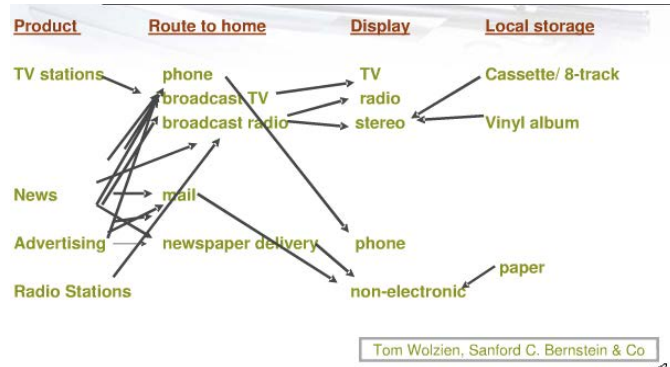 Product Route to home Display Local storage
TV stations phone TV Cassette/ 8-track
broadcast TV radio
broadcast radio stereo Vinyl album
News mail
Advertising newspaper delivery phone
paper
Radio Stations non-electronic
Tom Wolzien, Sanford C. Bernstein & Co